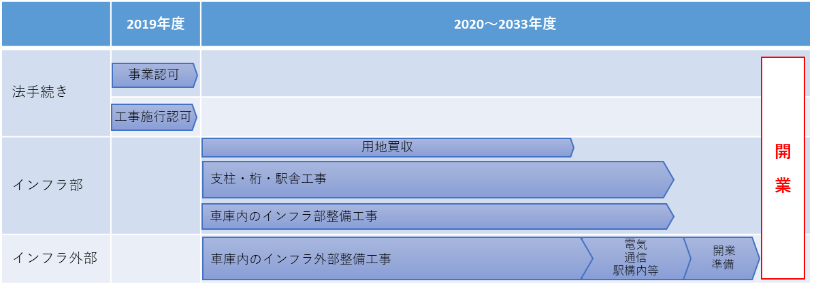 2019年度
2020～2033年度
法手続き
事業認可
工事施行認可
インフラ部
用地買収
支柱・桁・駅舎工事
車庫内のインフラ部整備工事
インフラ外部
車庫内のインフラ外部整備工事
電気
通信
駅構内等
開業
準備
開
業